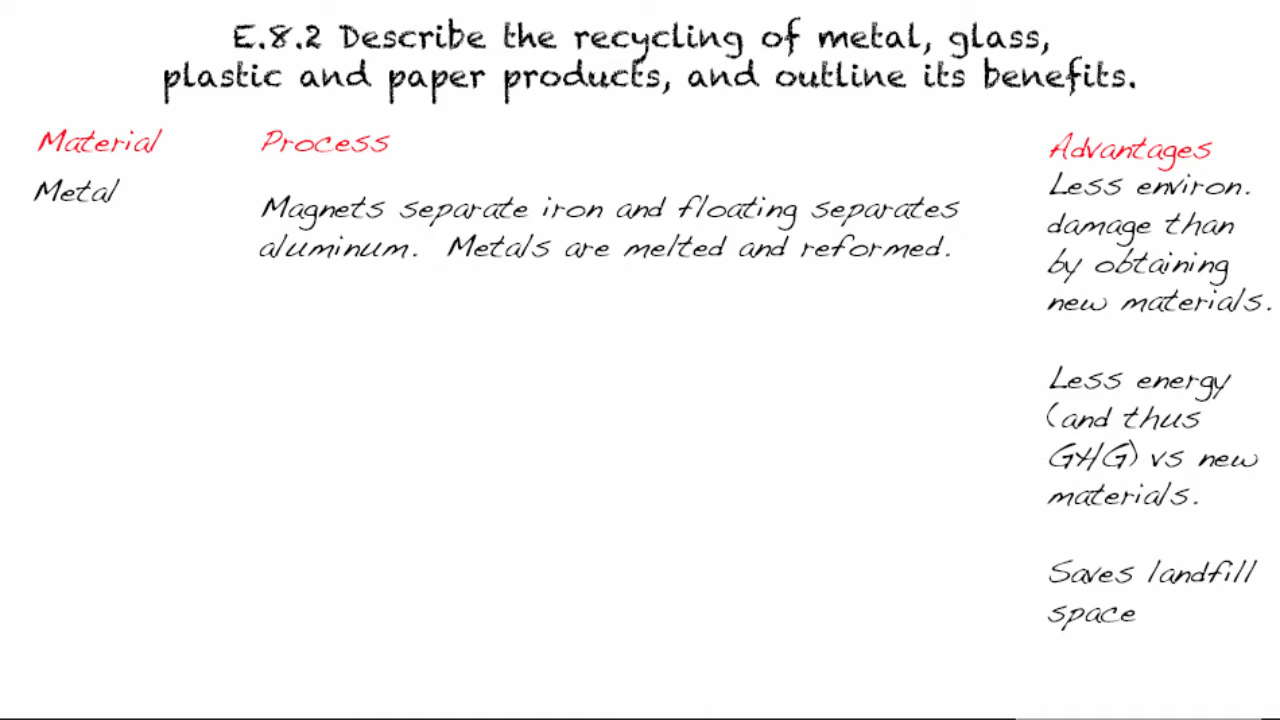 E.8.2 Describe the recycling of metal, glass,
plastic and paper products, and outline its benefits.
Material
Process
Advantages
Metal
Magnets separate iron and floating separates
aluminum. Metals are melted and reformed.
Less environ.
damage than
by obtaining
new materials.
Less energy
(and thus
GHG) vs new
materials.
Saves landfill
space